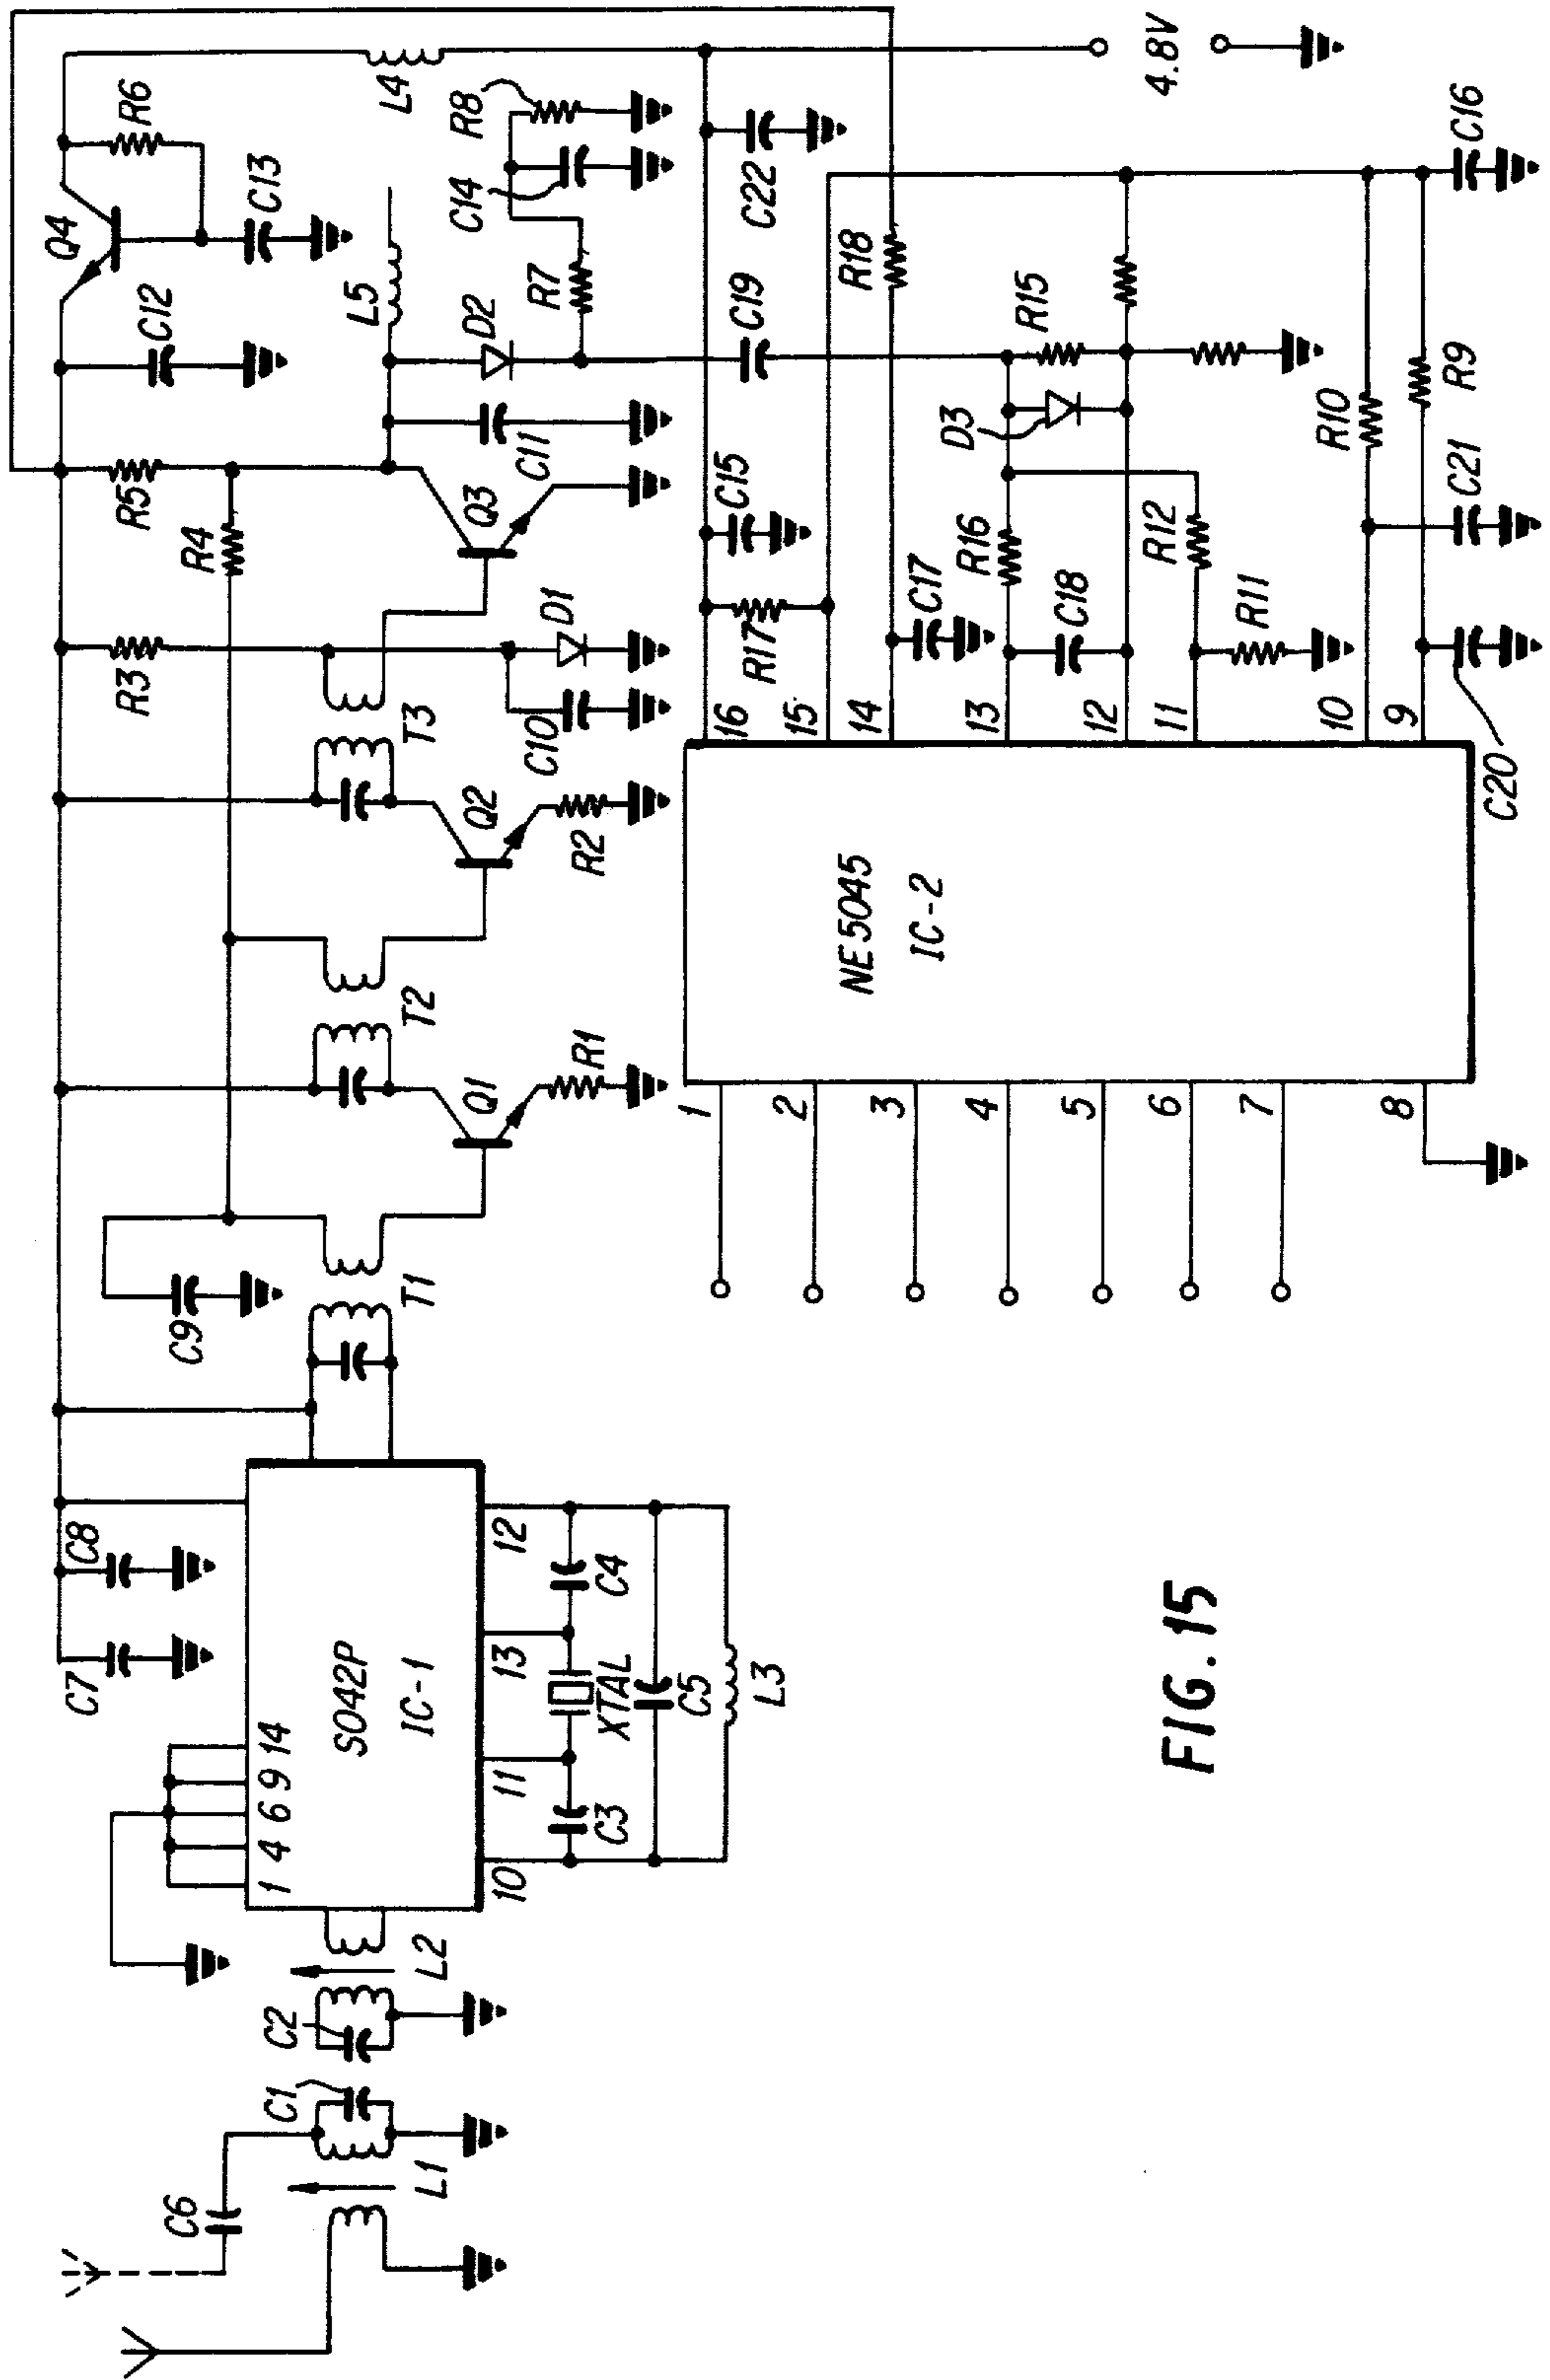 C6
C1
C2
L1
L2
1 4 6 9 14
C7
C8
S042P
IC-1
10
11
13
12
C3
XTAL
C4
C5
L3
C9
T1
Q1
R1
T2
Q2
R2
T3
R3
R4
R5
C10
D1
Q3
C11
C12
Q4
R6
C13
L5
D2
R7
C14
R8
L4
4.8V
NE5045
IC-2
1
2
3
4
5
6
7
8
16
15
14
13
12
11
10
9
R17
C15
C19
C22
C17
R18
C18
R16
D3
R15
R11
R12
R10
R9
C20
C21
C16
FIG. 15